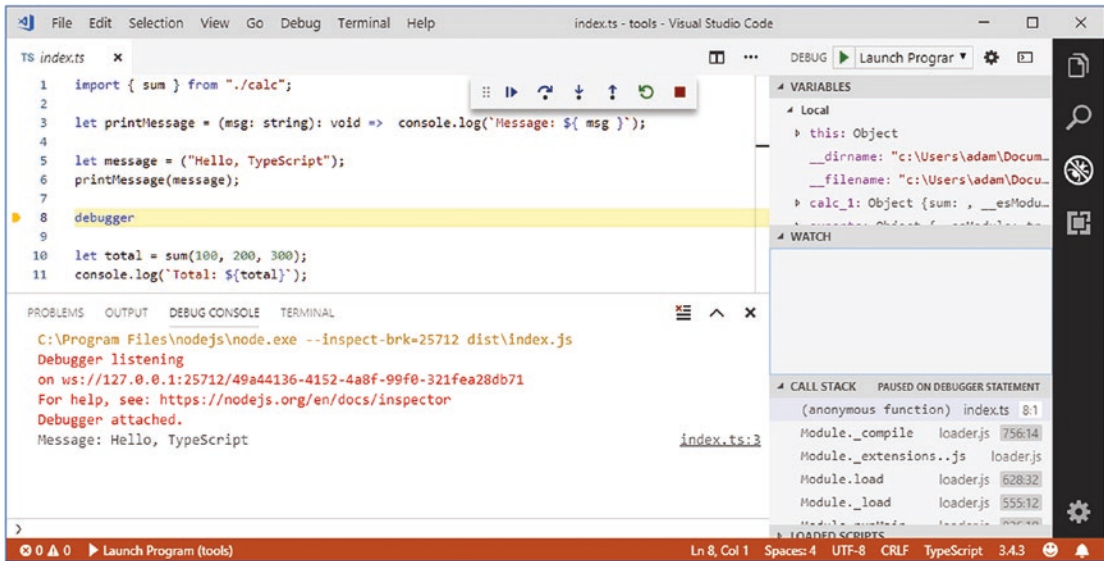 File Edit Selection View Go Debug Terminal Help
index.ts - tools - Visual Studio Code
TS index.ts
DEBUG Launch Prograr
1 import { sum } from "./calc";
2
3 let printMessage = (msg: string): void => console.log(`Message: ${ msg }`);
4
5 let message = ("Hello, TypeScript");
6 printMessage(message);
7
8 debugger
9
10 let total = sum(100, 200, 300);
11 console.log(`Total: ${total}`);
VARIABLES
Local
this: Object
__dirname: "c:\Users\adam\Docum…
__filename: "c:\Users\adam\Docu…
calc_1: Object {sum: , __esModu…
WATCH
PROBLEMS OUTPUT DEBUG CONSOLE TERMINAL
C:\Program Files\nodejs\node.exe --inspect-brk=25712 dist\index.js
Debugger listening
on ws://127.0.0.1:25712/49a44136-4152-4a8f-99f0-321fea28db71
For help, see: https://nodejs.org/en/docs/inspector
Debugger attached.
Message: Hello, TypeScript index.ts:3
CALL STACK PAUSED ON DEBUGGER STATEMENT
(anonymous function) index.ts 8:1
Module._compile loader.js 756:14
Module._extensions..js loader.js
Module.load loader.js 628:32
Module._load loader.js 555:12
LOADED SCRIPTS
0 0 Launch Program (tools)
Ln 8, Col 1 Spaces: 4 UTF-8 CRLF TypeScript 3.4.3